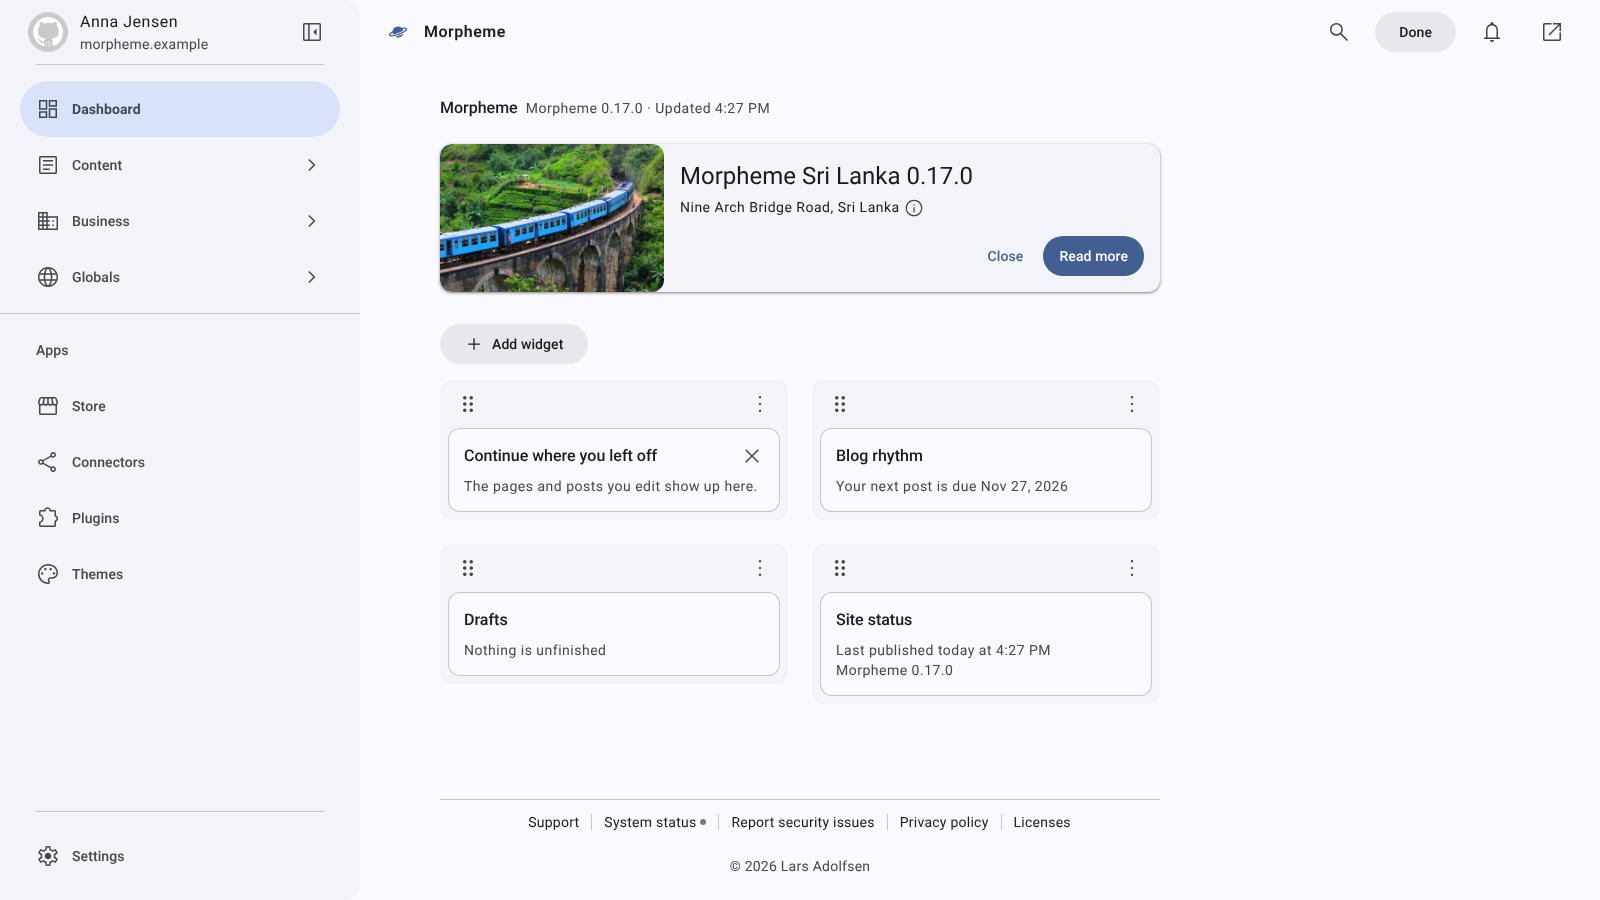 Anna Jensen
morpheme.example
Dashboard
Content
Business
Globals
Apps
Store
Connectors
Plugins
Themes
Settings
Morpheme
Done
Morpheme Morpheme 0.17.0 · Updated 4:27 PM
Morpheme Sri Lanka 0.17.0
Nine Arch Bridge Road, Sri Lanka
Close
Read more
Add widget
Continue where you left off
The pages and posts you edit show up here.
Blog rhythm
Your next post is due Nov 27, 2026
Drafts
Nothing is unfinished
Site status
Last published today at 4:27 PM
Morpheme 0.17.0
Support
System status
Report security issues
Privacy policy
Licenses
© 2026 Lars Adolfsen